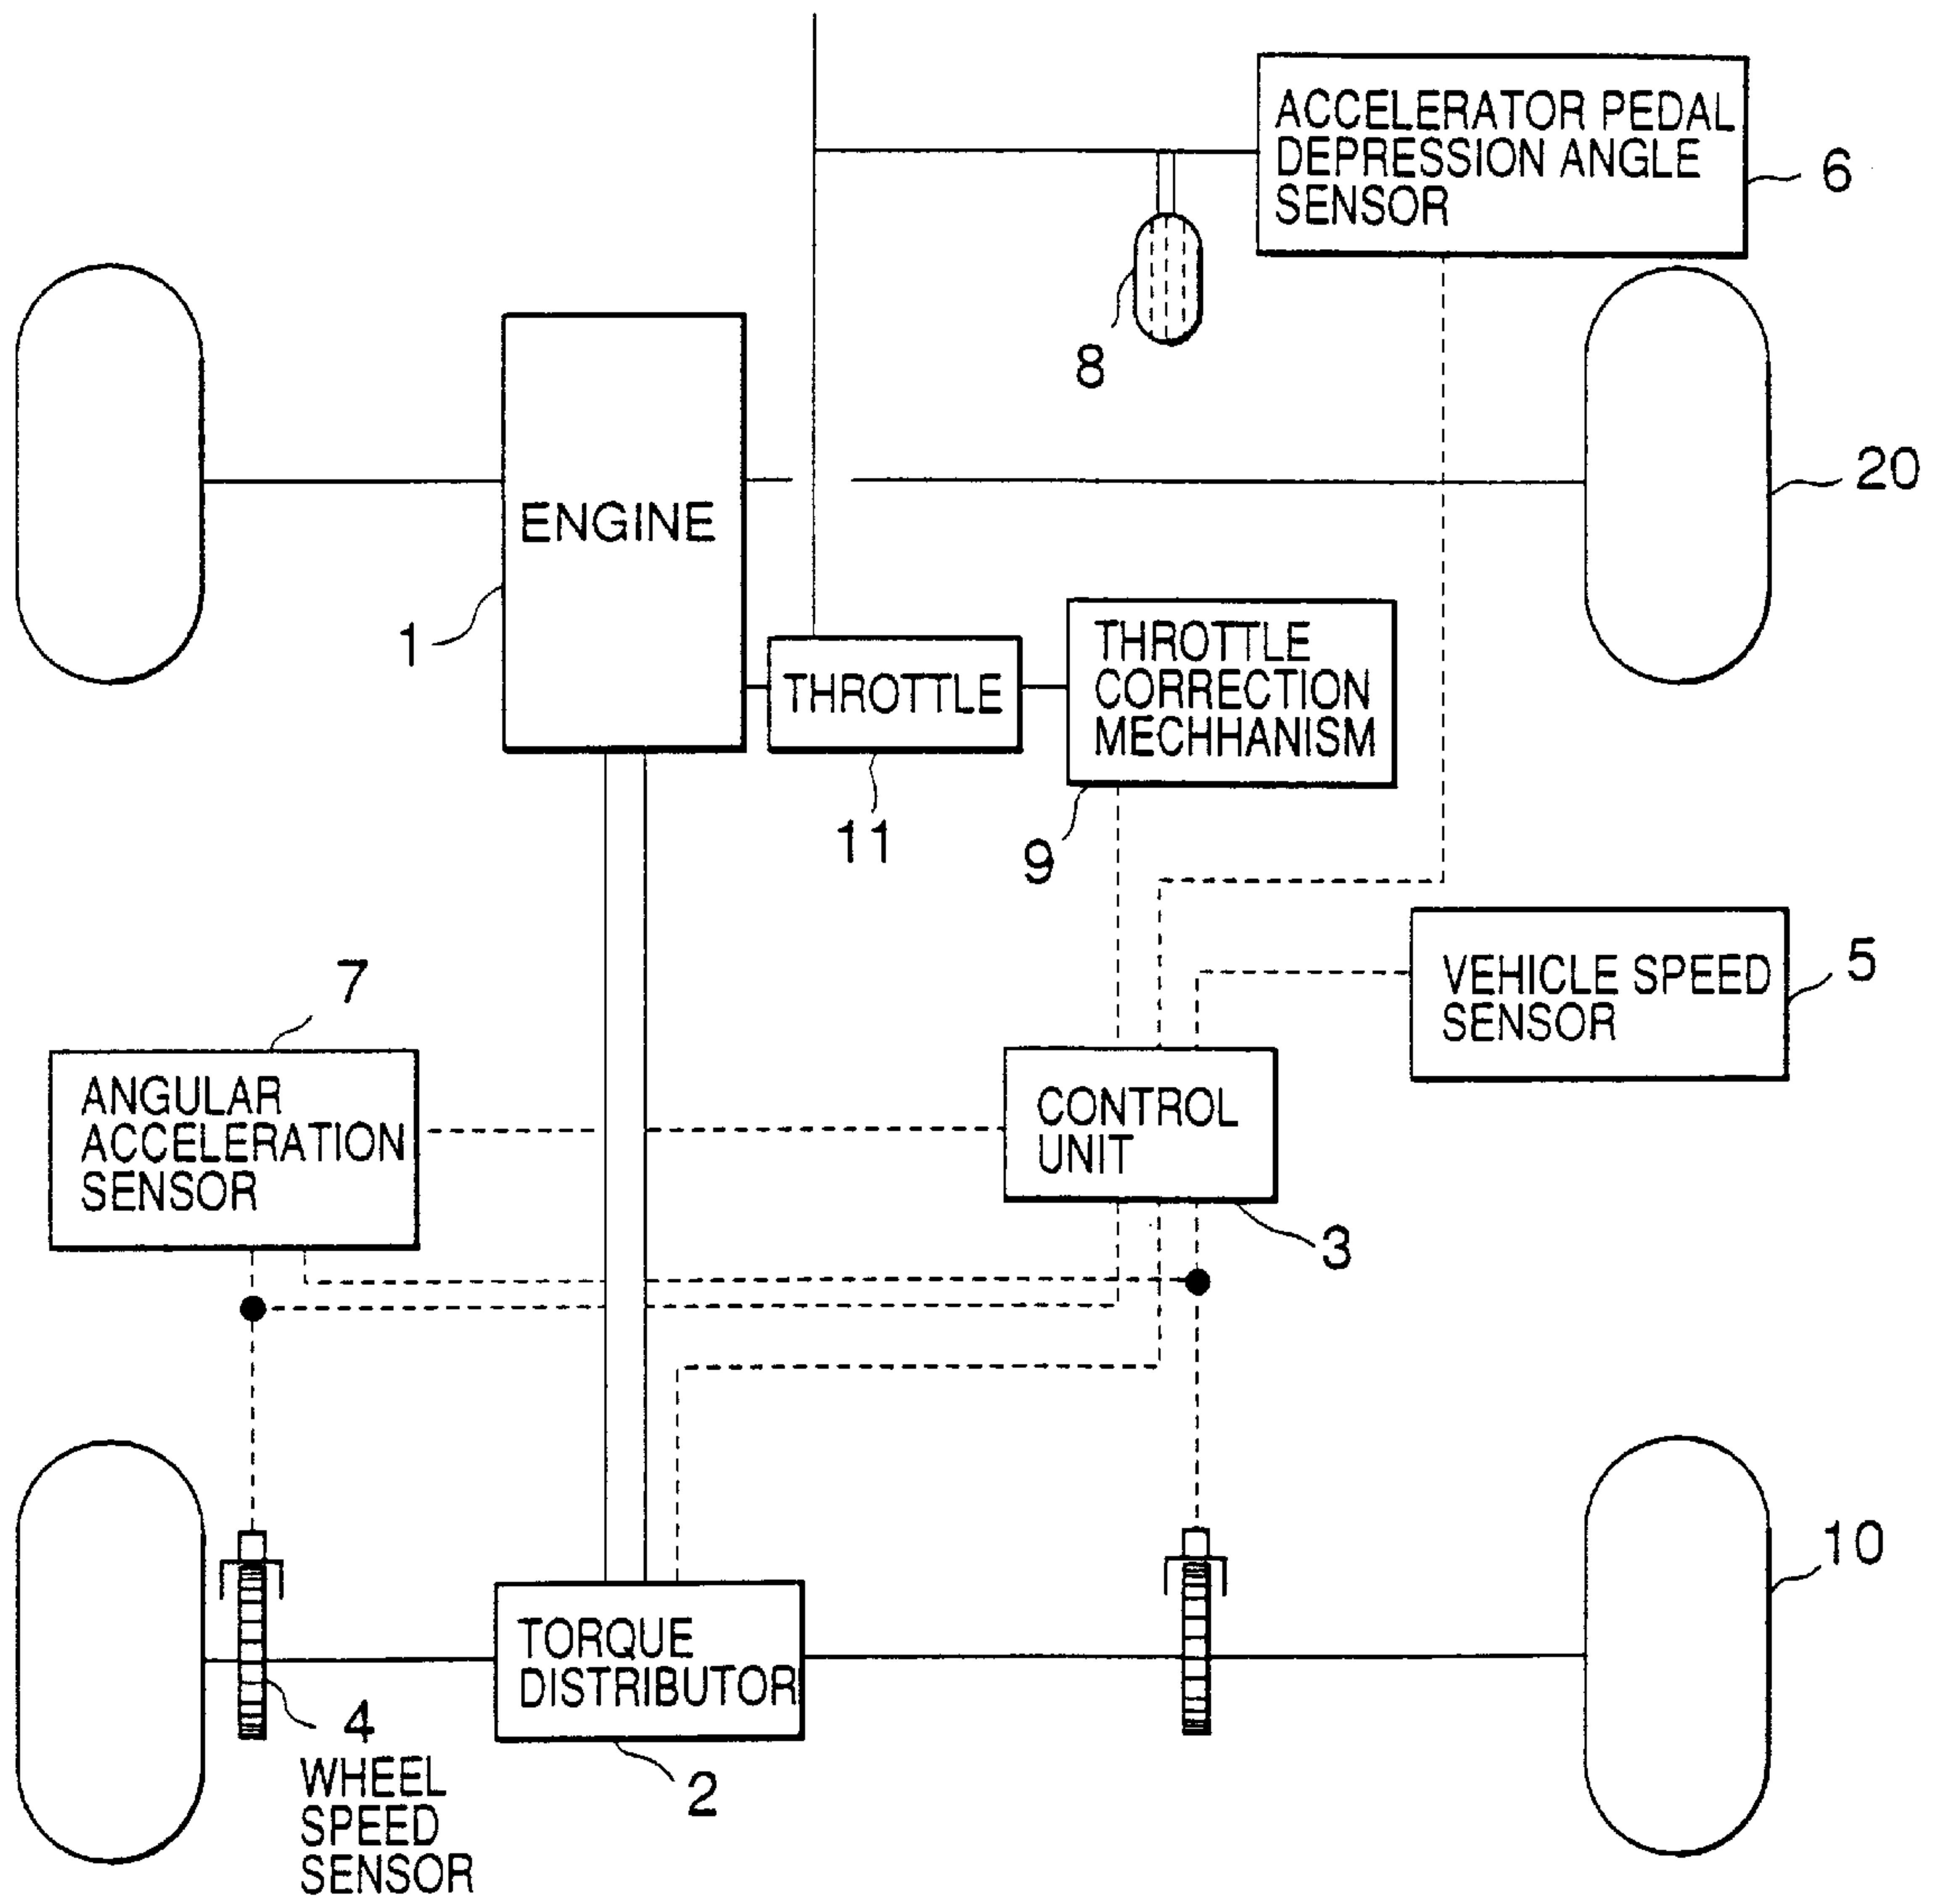 ACCELERATOR PEDAL
DEPRESSION ANGLE
SENSOR
6
8
20
ENGINE
1
THROTTLE
CORRECTION
MECHHANISM
THROTTLE
11
9
7
5
VEHICLE SPEED
SENSOR
ANGULAR
ACCELERATION
SENSOR
CONTROL
UNIT
3
10
TORQUE
DISTRIBUTOR
4
WHEEL
SPEED
SENSOR
2